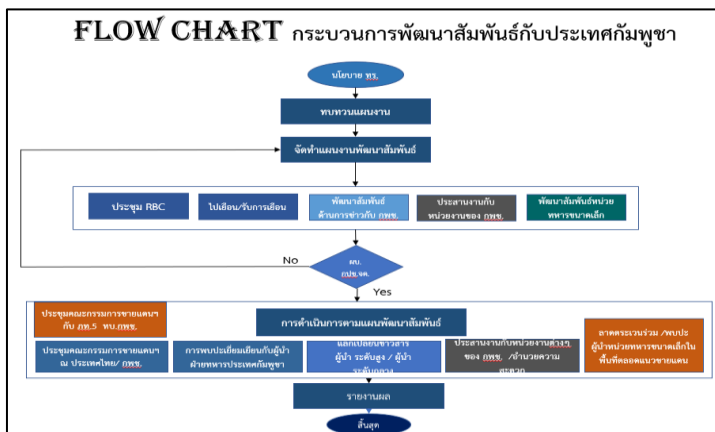 FLOW CHART กระบวนการพัฒนาสัมพันธ์กับประเทศกัมพูชา
นโยบาย ทร.
ทบทวนแผนงาน
จัดทำแผนงานพัฒนาสัมพันธ์
ประชุม RBC
ไปเยือน/รับการเยือน
พัฒนาสัมพันธ์
ด้านการข่าวกับ กพช.
ประสานงานกับ
หน่วยงานของ กพช.
พัฒนาสัมพันธ์หน่วย
ทหารขนาดเล็ก
No
ผบ.
กปช.จต.
Yes
ประชุมคณะกรรมการชายแดนฯ
กับ ภท.5 ทบ.กพช.
การดำเนินการตามแผนพัฒนาสัมพันธ์
ประชุมคณะกรรมการชายแดนฯ
ณ ประเทศไทย/ กพช.
การพบปะเยี่ยมเยียนกับผู้นำ
ฝ่ายทหารประเทศกัมพูชา
แลกเปลี่ยนข่าวสาร
ผู้นำ ระดับสูง / ผู้นำ
ระดับกลาง
ประสานงานกับหน่วยงานต่างๆ
ของ กพช. /อำนวยความ
สะดวก
ลาดตระเวนร่วม /พบปะ
ผู้นำหน่วยทหารขนาดเล็กใน
พื้นที่ตลอดแนวชายแดน
รายงานผล
สิ้นสุด